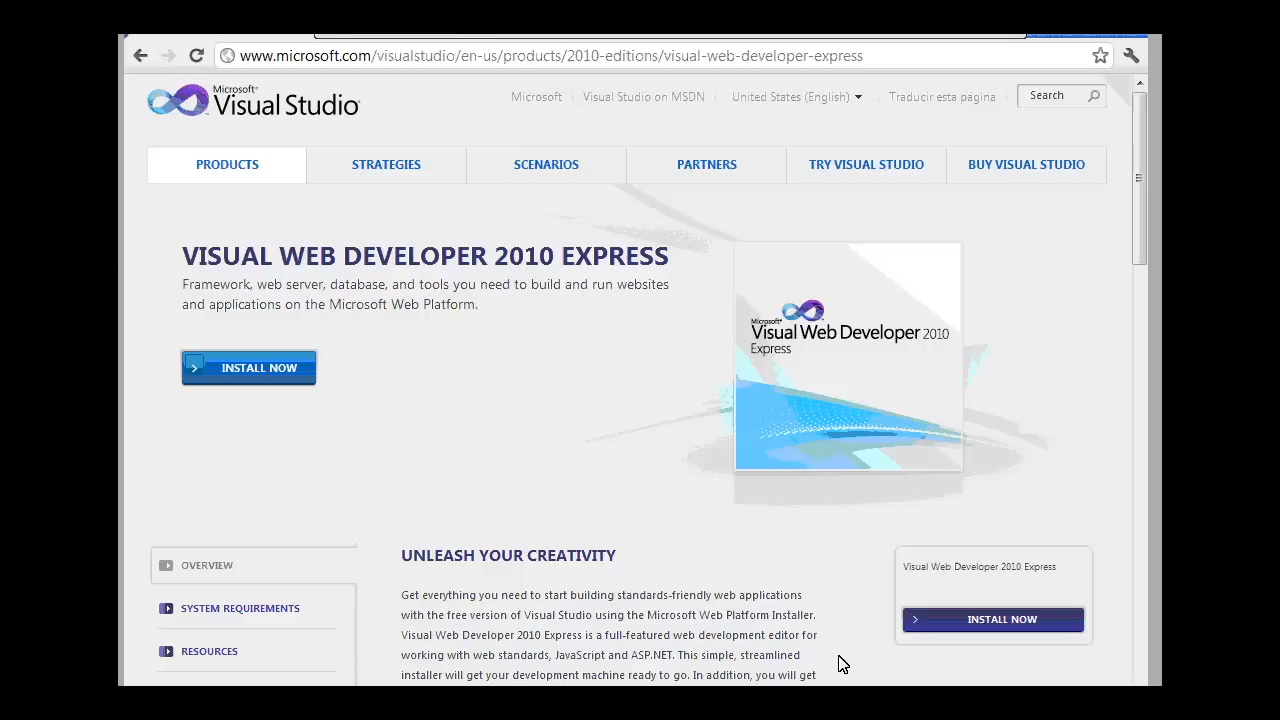 www.microsoft.com/visualstudio/en-us/products/2010-editions/visual-web-developer-express
Microsoft®
Visual Studio®
Microsoft
Visual Studio on MSDN
United States (English)
Traducir esta página
Search
PRODUCTS
STRATEGIES
SCENARIOS
PARTNERS
TRY VISUAL STUDIO
BUY VISUAL STUDIO
VISUAL WEB DEVELOPER 2010 EXPRESS
Framework, web server, database, and tools you need to build and run websites
and applications on the Microsoft Web Platform.
INSTALL NOW
Microsoft®
Visual Web Developer 2010
Express
OVERVIEW
SYSTEM REQUIREMENTS
RESOURCES
UNLEASH YOUR CREATIVITY
Get everything you need to start building standards-friendly web applications
with the free version of Visual Studio using the Microsoft Web Platform Installer.
Visual Web Developer 2010 Express is a full-featured web development editor for
working with web standards, JavaScript and ASP.NET. This simple, streamlined
installer will get your development machine ready to go. In addition, you will get
Visual Web Developer 2010 Express
INSTALL NOW